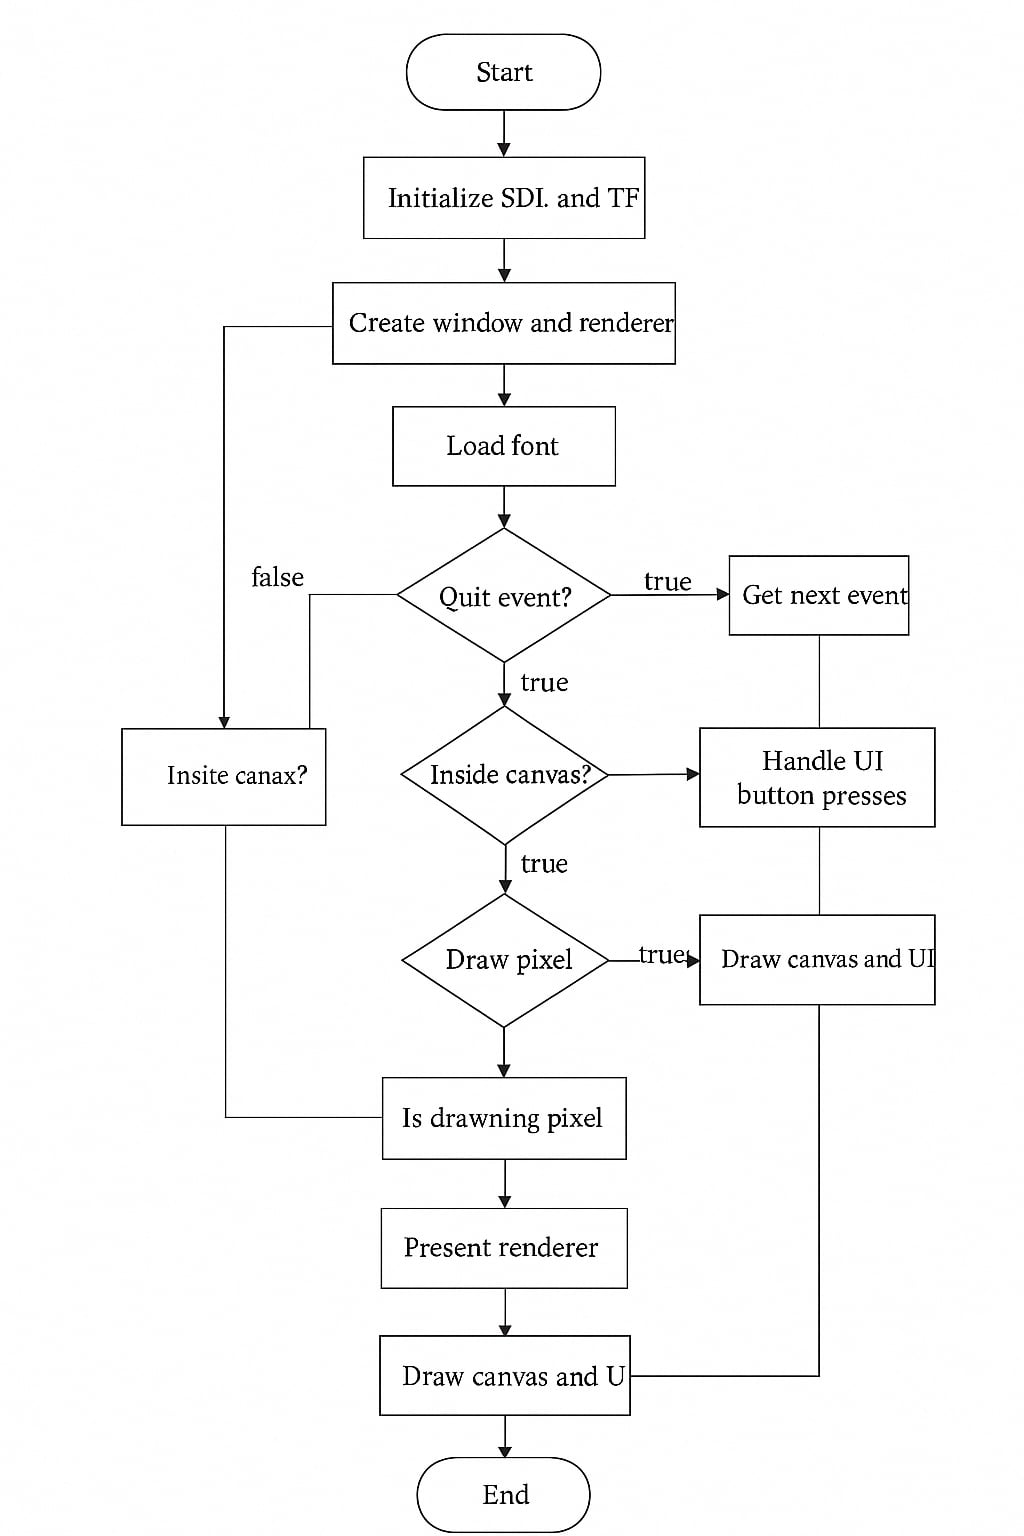 Start
Initialize SDI. and TF
Create window and renderer
Load font
false
Quit event?
true
Get next event
true
Insite canax?
Inside canvas?
Handle UI
button presses
true
Draw pixel
true
Draw canvas and UI
Is drawning pixel
Present renderer
Draw canvas and U
End